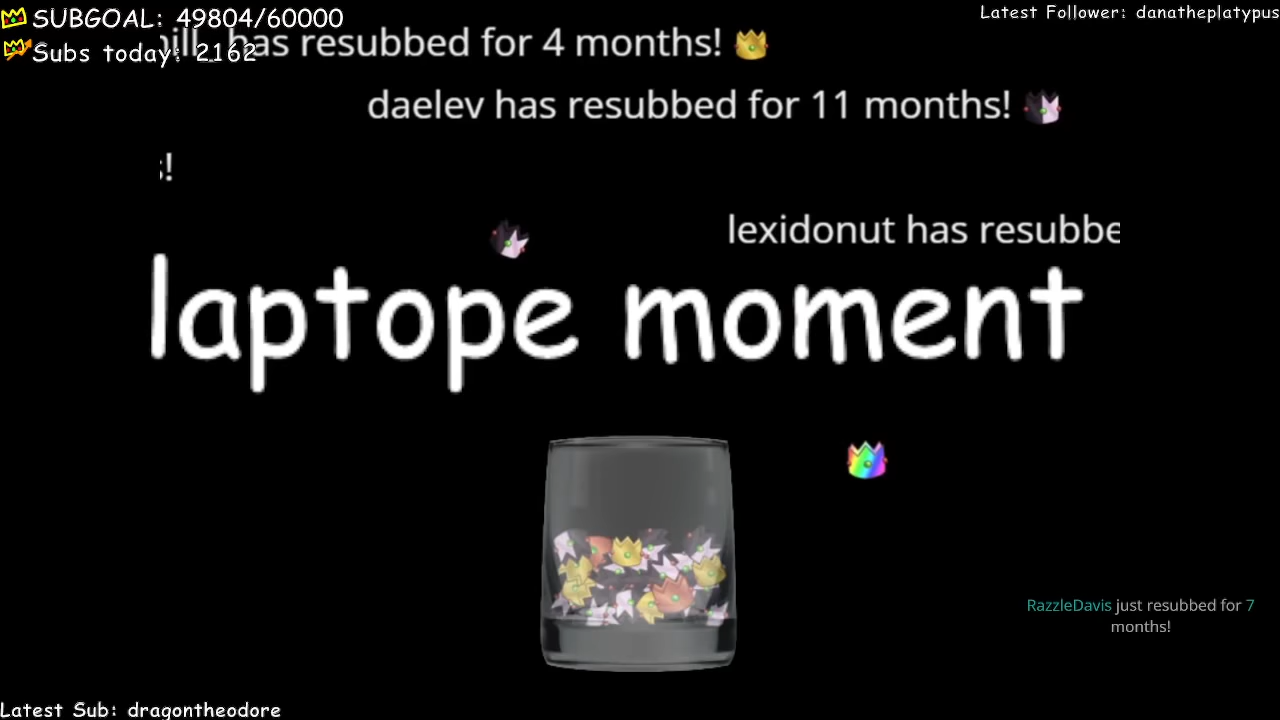 SUBGOAL: 49804/60000
Latest Follower: danatheplatypus
has resubbed for 4 months!
Subs today: 2162
daelev has resubbed for 11 months!
!
lexidonut has resubbe
laptope moment
RazzleDavis just resubbed for 7
months!
Latest Sub: dragontheodore